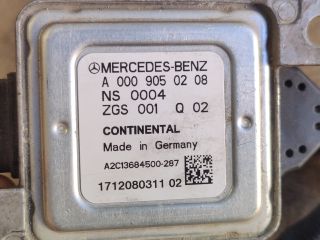 MERCEDES-BENZ
A 000 905 02 08
NS 0004
ZGS 001 Q 02
CONTINENTAL
Made in Germany
A2C13684500-287
1712080311 02